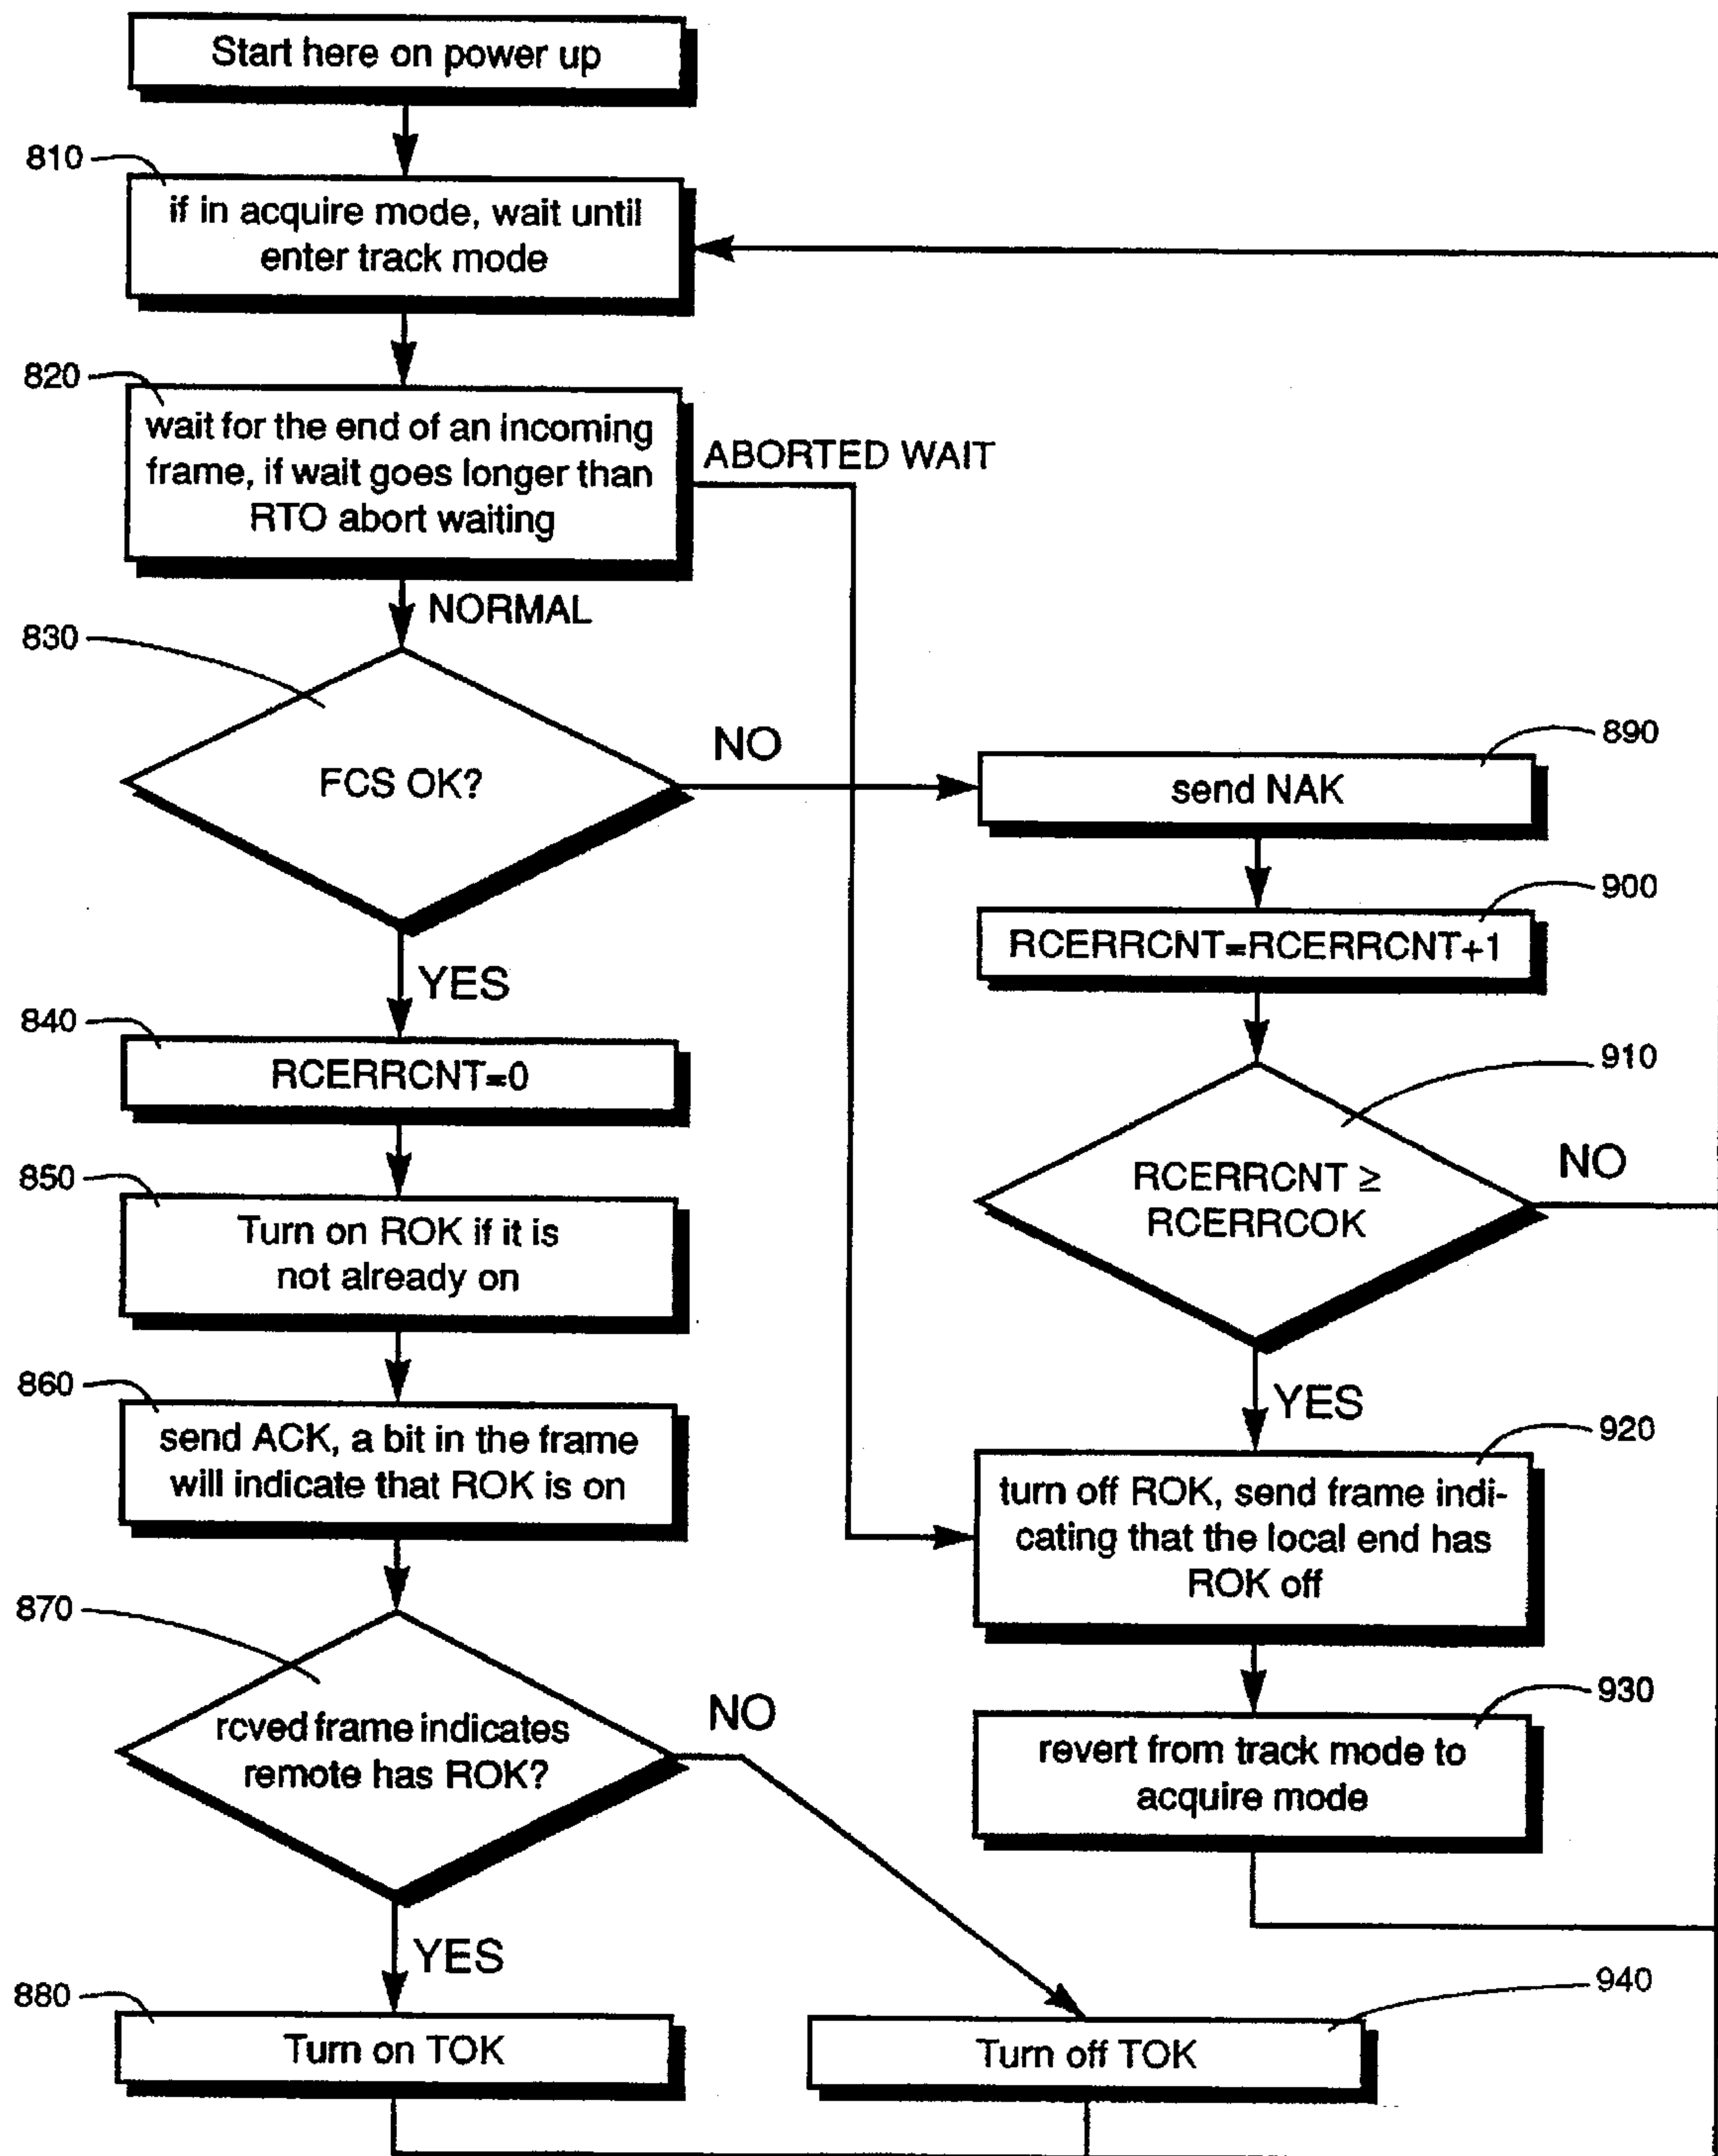 Start here on power up
810
if in acquire mode, wait until
enter track mode
820
wait for the end of an incoming
frame, if wait goes longer than
RTO abort waiting
ABORTED WAIT
NORMAL
830
FCS OK?
NO
YES
840
RCERRCNT=0
850
Turn on ROK if it is
not already on
860
send ACK, a bit in the frame
will indicate that ROK is on
870
rcved frame indicates
remote has ROK?
NO
YES
880
Turn on TOK
890
send NAK
900
RCERRCNT=RCERRCNT+1
910
RCERRCNT ≥
RCERRCOK
NO
YES
920
turn off ROK, send frame indi-
cating that the local end has
ROK off
930
revert from track mode to
acquire mode
940
Turn off TOK